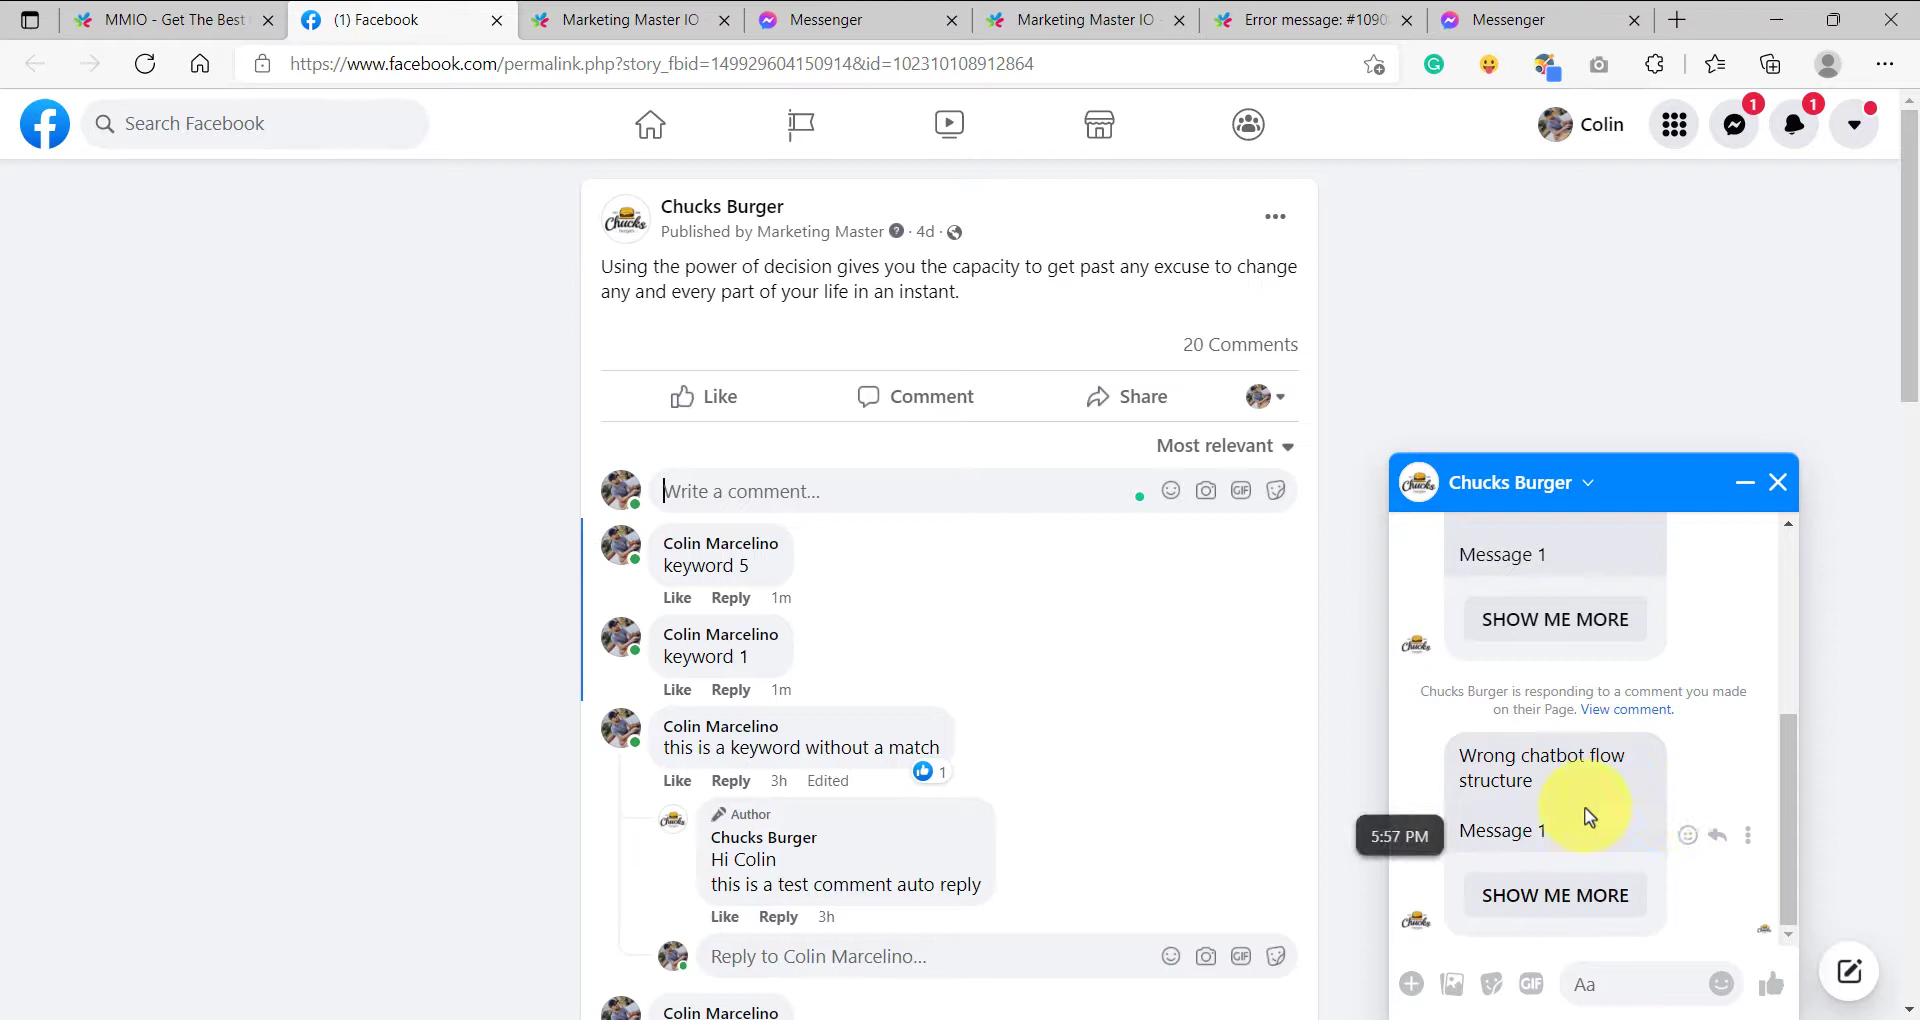 MMIO - Get The Best
(1) Facebook
Marketing Master IO
Messenger
Marketing Master IO
Error message: #1090
Messenger
https://www.facebook.com/permalink.php?story_fbid=149929604150914&id=102310108912864
Search Facebook
Colin
1
1
Chucks Burger
Published by Marketing Master · 4d ·
Using the power of decision gives you the capacity to get past any excuse to change
any and every part of your life in an instant.
20 Comments
Like
Comment
Share
Most relevant
Write a comment...
GIF
Colin Marcelino
keyword 5
Like Reply 1m
Colin Marcelino
keyword 1
Like Reply 1m
Colin Marcelino
this is a keyword without a match
1
Like Reply 3h Edited
Author
Chucks Burger
Hi Colin
this is a test comment auto reply
Like Reply 3h
Reply to Colin Marcelino...
GIF
Colin Marcelino
Chucks Burger
Message 1
SHOW ME MORE
Chucks Burger is responding to a comment you made
on their Page. View comment.
Wrong chatbot flow
structure
Message 1
5:57 PM
SHOW ME MORE
GIF
Aa